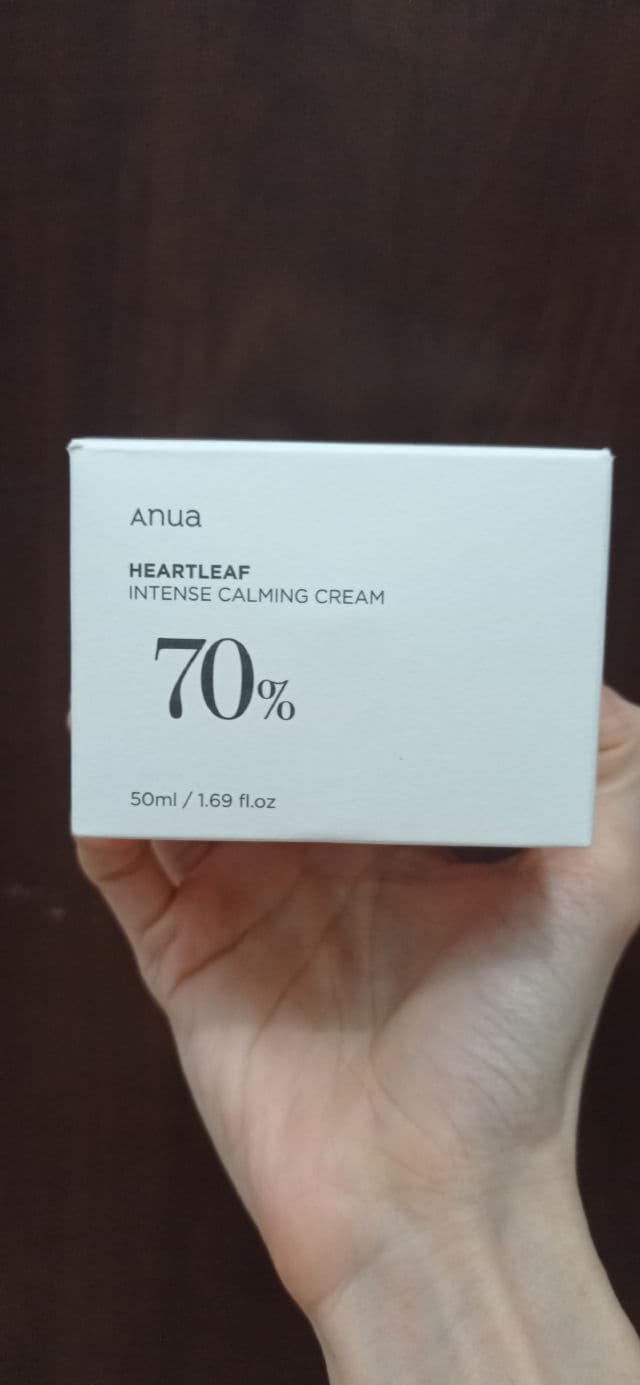 Anua
HEARTLEAF
INTENSE CALMING CREAM
70%
50ml / 1.69 fl.oz